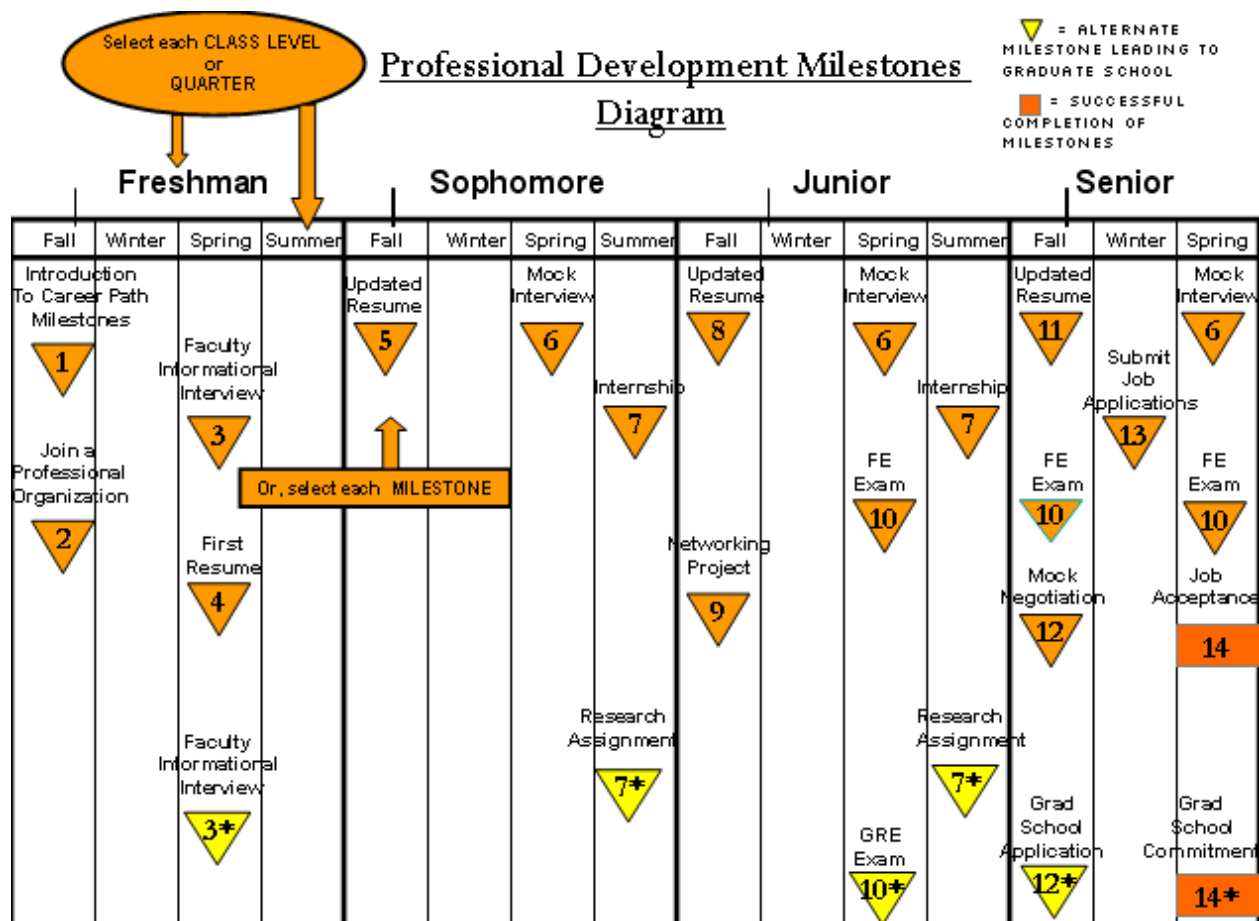 Select each CLASS LEVEL
or
QUARTER
Professional Development Milestones
Diagram
= ALTERNATE
MILESTONE LEADING TO
GRADUATE SCHOOL
= SUCCESSFUL
COMPLETION OF
MILESTONES
Freshman Sophomore Junior Senior
Fall Winter Spring Summer Fall Winter Spring Summer Fall Winter Spring Summer Fall Winter Spring
Introduction
To Career Path
Milestones
1
Join a
Professional
Organization
2
Faculty
Informational
Interview
3
First
Resume
4
Faculty
Informational
Interview
3*
Updated
Resume
5
Or, select each MILESTONE
Mock
Interview
6
Internship
7
Research
Assignment
7*
Updated
Resume
8
Networking
Project
9
Mock
Interview
6
FE
Exam
10
GRE
Exam
10*
Internship
7
Research
Assignment
7*
Updated
Resume
11
FE
Exam
10
Mock
Negotiation
12
Grad
School
Application
12*
Submit
Job
Applications
13
Mock
Interview
6
FE
Exam
10
Job
Acceptance
14
Grad
School
Commitment
14*